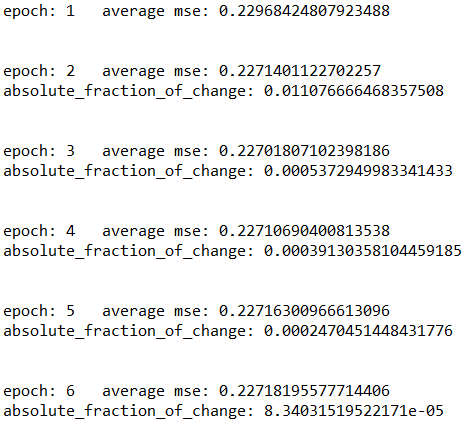 epoch: 1   average mse: 0.22968424807923488
epoch: 2   average mse: 0.2271401122702257
absolute_fraction_of_change: 0.011076666468357508
epoch: 3   average mse: 0.22701807102398186
absolute_fraction_of_change: 0.0005372949983341433
epoch: 4   average mse: 0.22710690400813538
absolute_fraction_of_change: 0.00039130358104459185
epoch: 5   average mse: 0.22716300966613096
absolute_fraction_of_change: 0.0002470451448431776
epoch: 6   average mse: 0.22718195577714406
absolute_fraction_of_change: 8.34031519522171e-05